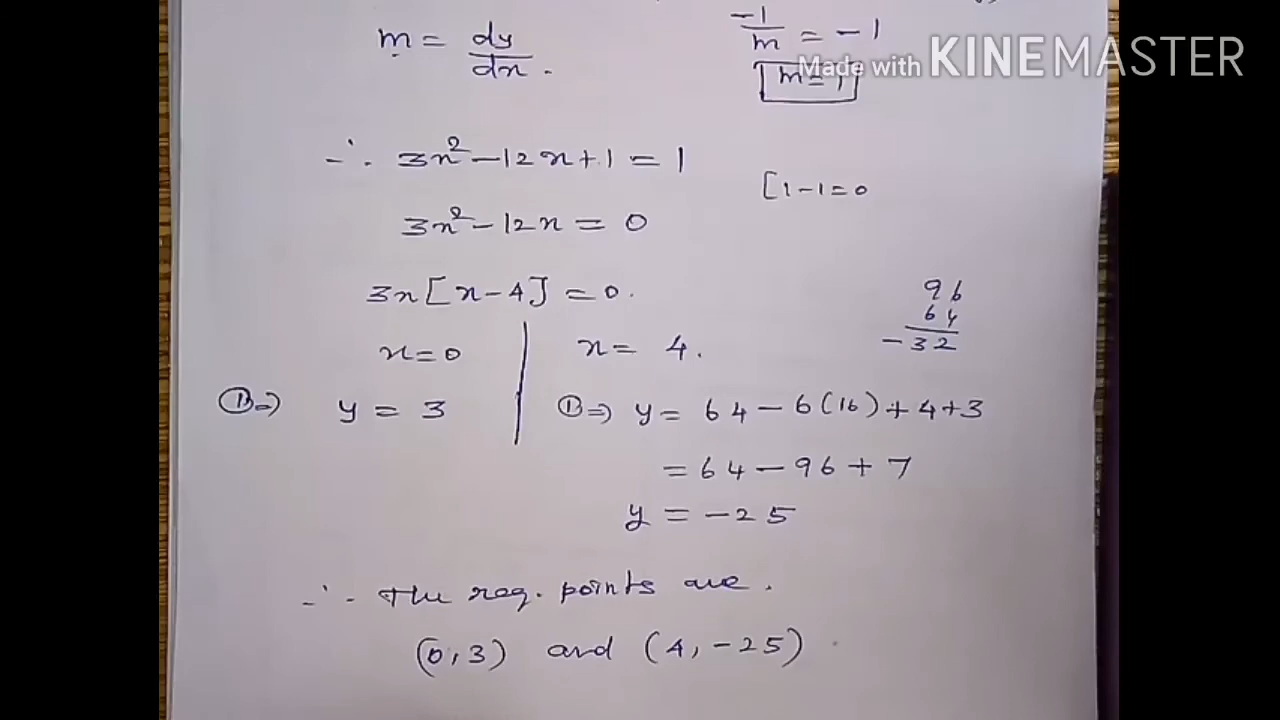 m = dy/dx.
-1/m = -1
Made with KINEMASTER
m=1
∴ 3x² - 12x + 1 = 1
[1-1=0
3x² - 12x = 0
3x[x-4] = 0.
96
64
-32
x=0
x = 4.
①⇒ y = 3
①⇒ y = 64 - 6(16) + 4+3
= 64 - 96 + 7
y = -25
∴ The req. points are.
(0,3) and (4,-25)